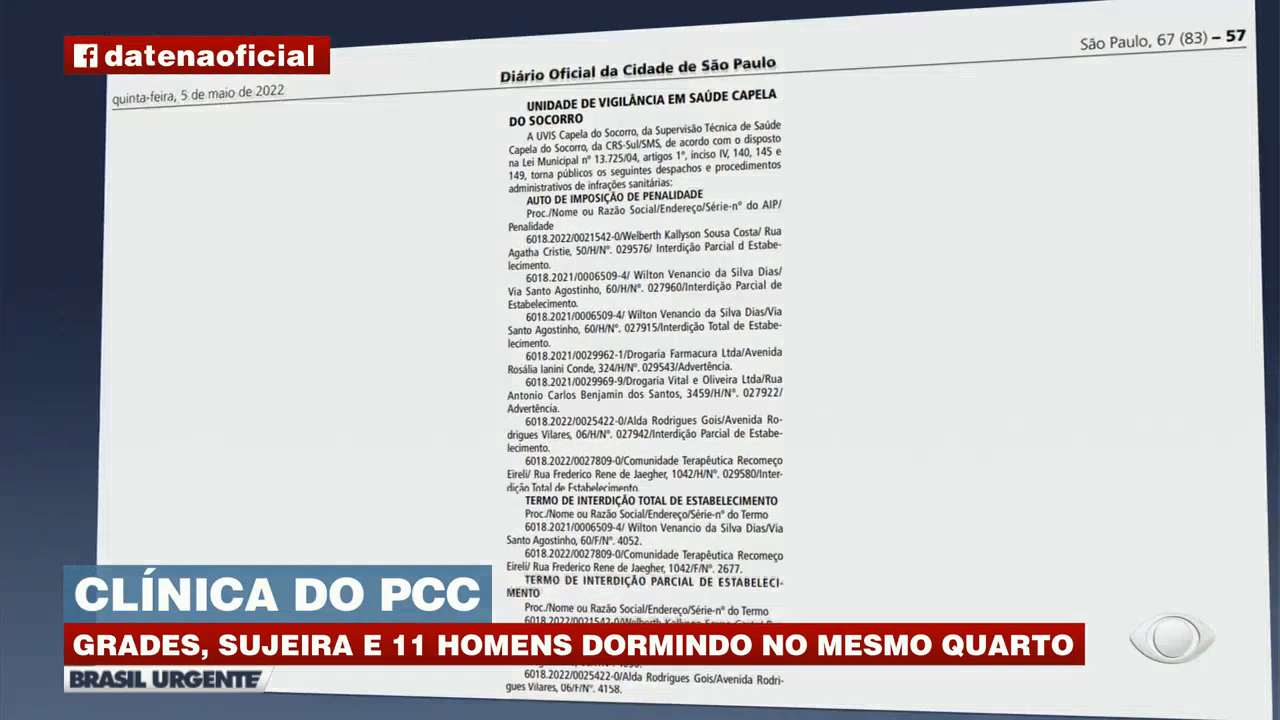 datenaoficial
São Paulo, 67 (83) – 57
Diário Oficial da Cidade de São Paulo
quinta-feira, 5 de maio de 2022
UNIDADE DE VIGILÂNCIA EM SAÚDE CAPELA
DO SOCORRO
A UVIS Capela do Socorro, da Supervisão Técnica de Saúde
Capela do Socorro, da CRS-Sul/SMS, de acordo com o disposto
na Lei Municipal nº 13.725/04, artigos 1º, inciso IV, 140, 145 e
149, torna públicos os seguintes despachos e procedimentos
administrativos de infrações sanitárias:
AUTO DE IMPOSIÇÃO DE PENALIDADE
Proc./Nome ou Razão Social/Endereço/Série-nº do AIP/
Penalidade
6018.2022/0021542-0/Welberth Kallyson Sousa Costa/ Rua
Agatha Cristie, 50/H/Nº. 029576/ Interdição Parcial d Estabe-
lecimento.
6018.2021/0006509-4/ Wilton Venancio da Silva Dias/
Via Santo Agostinho, 60/H/Nº. 027960/Interdição Parcial de
Estabelecimento.
6018.2021/0006509-4/ Wilton Venancio da Silva Dias/Via
Santo Agostinho, 60/H/Nº. 027915/Interdição Total de Estabe-
lecimento.
6018.2021/0029962-1/Drogaria Farmacura Ltda/Avenida
Rosália Ianini Conde, 324/H/Nº. 029543/Advertência.
6018.2021/0029969-9/Drogaria Vital e Oliveira Ltda/Rua
Antonio Carlos Benjamin dos Santos, 3459/H/Nº. 027922/
Advertência.
6018.2022/0025422-0/Alda Rodrigues Gois/Avenida Ro-
drigues Vilares, 06/H/Nº. 027942/Interdição Parcial de Estabe-
lecimento.
6018.2022/0027809-0/Comunidade Terapêutica Recomeço
Eireli/ Rua Frederico Rene de Jaegher, 1042/H/Nº. 029580/Inter-
dição Total de Estabelecimento.
TERMO DE INTERDIÇÃO TOTAL DE ESTABELECIMENTO
Proc./Nome ou Razão Social/Endereço/Série-nº do Termo
6018.2021/0006509-4/ Wilton Venancio da Silva Dias/Via
Santo Agostinho, 60/F/Nº. 4052.
6018.2022/0027809-0/Comunidade Terapêutica Recomeço
Eireli/ Rua Frederico Rene de Jaegher, 1042/F/Nº. 2677.
TERMO DE INTERDIÇÃO PARCIAL DE ESTABELECI-
MENTO
Proc./Nome ou Razão Social/Endereço/Série-nº do Termo
6018.2022/0025422-0/Alda Rodrigues Gois/Avenida Rodri-
gues Vilares, 06/F/Nº. 4158.
CLÍNICA DO PCC
GRADES, SUJEIRA E 11 HOMENS DORMINDO NO MESMO QUARTO
BRASIL URGENTE